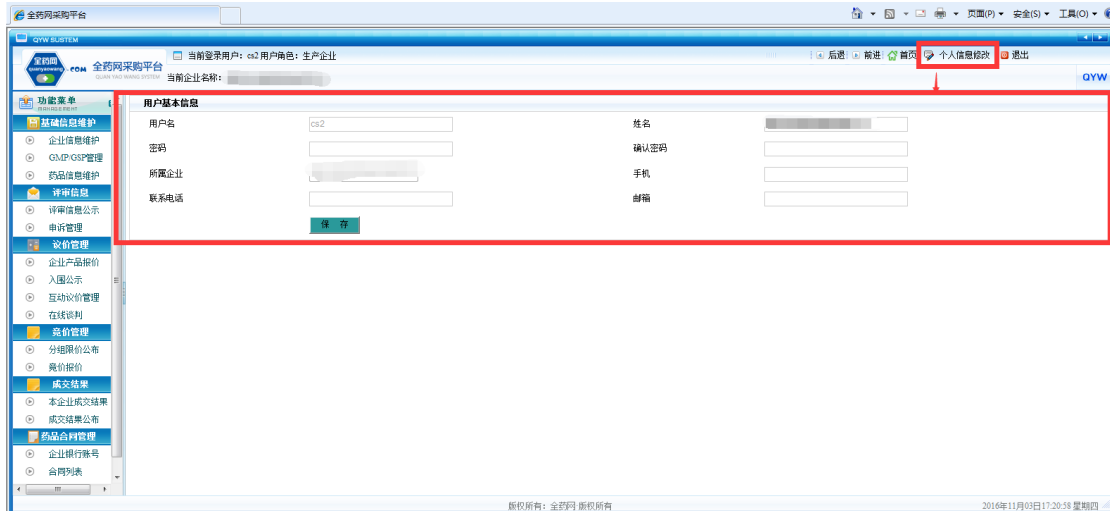 全药网采购平台
页面(P) 安全(S) 工具(O)
QYW SUSTEM
全药网
quanyaowang .COM 全药网采购平台
QUAN YAO WANG SYSTEM
当前登录用户：cs2 用户角色：生产企业
后退 前进 首页 个人信息修改 退出
当前企业名称：
QYW
功能菜单
用户基本信息
基础信息维护
企业信息维护
GMP/GSP管理
药品信息维护
评审信息
评审信息公示
申诉管理
议价管理
企业产品报价
入围公示
互动议价管理
在线谈判
竞价管理
分组限价公布
竞价报价
成交结果
本企业成交结果
成交结果公布
药品合同管理
企业银行账号
合同列表
用户名 cs2 姓名
密码 确认密码
所属企业 手机
联系电话 邮箱
保 存
版权所有：全药网-版权所有
2016年11月03日17:20:58 星期四